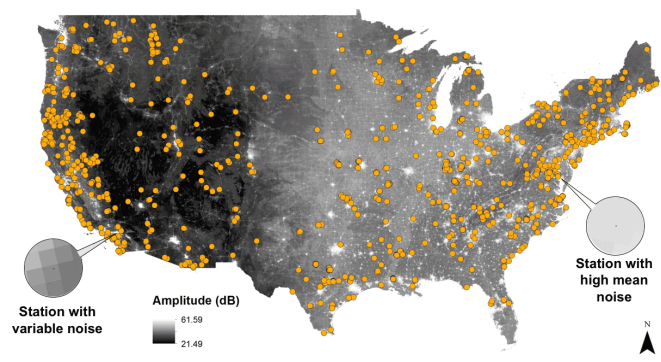 Station with
variable noise
Amplitude (dB)
61.59
21.49
Station with
high mean
noise
N